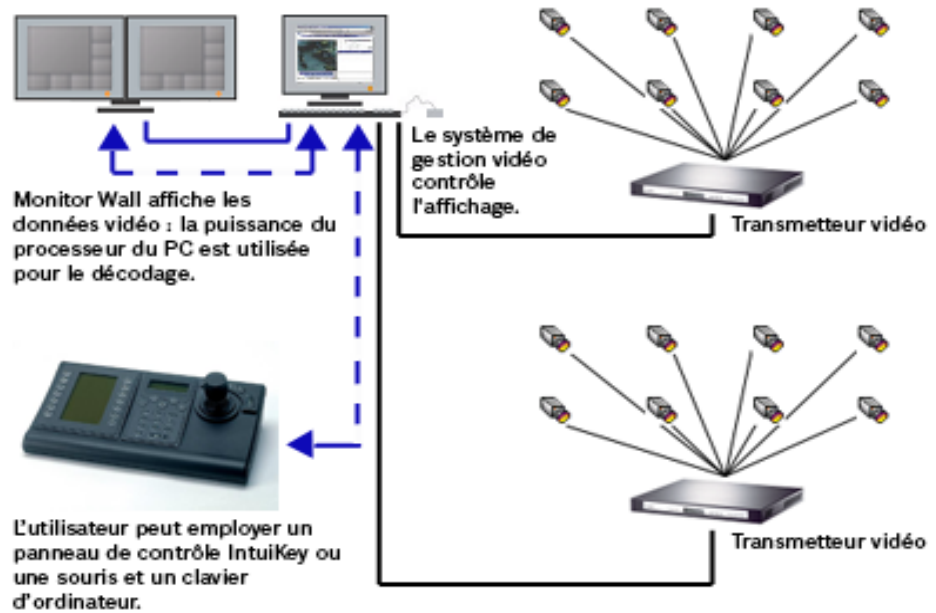 Le système de
gestion vidéo
contrôle
l'affichage.
Transmetteur vidéo
Monitor Wall affiche les
données vidéo : la puissance du
processeur du PC est utilisée
pour le décodage.
L'utilisateur peut employer un
panneau de contrôle IntuiKey ou
une souris et un clavier
d'ordinateur.
Transmetteur vidéo